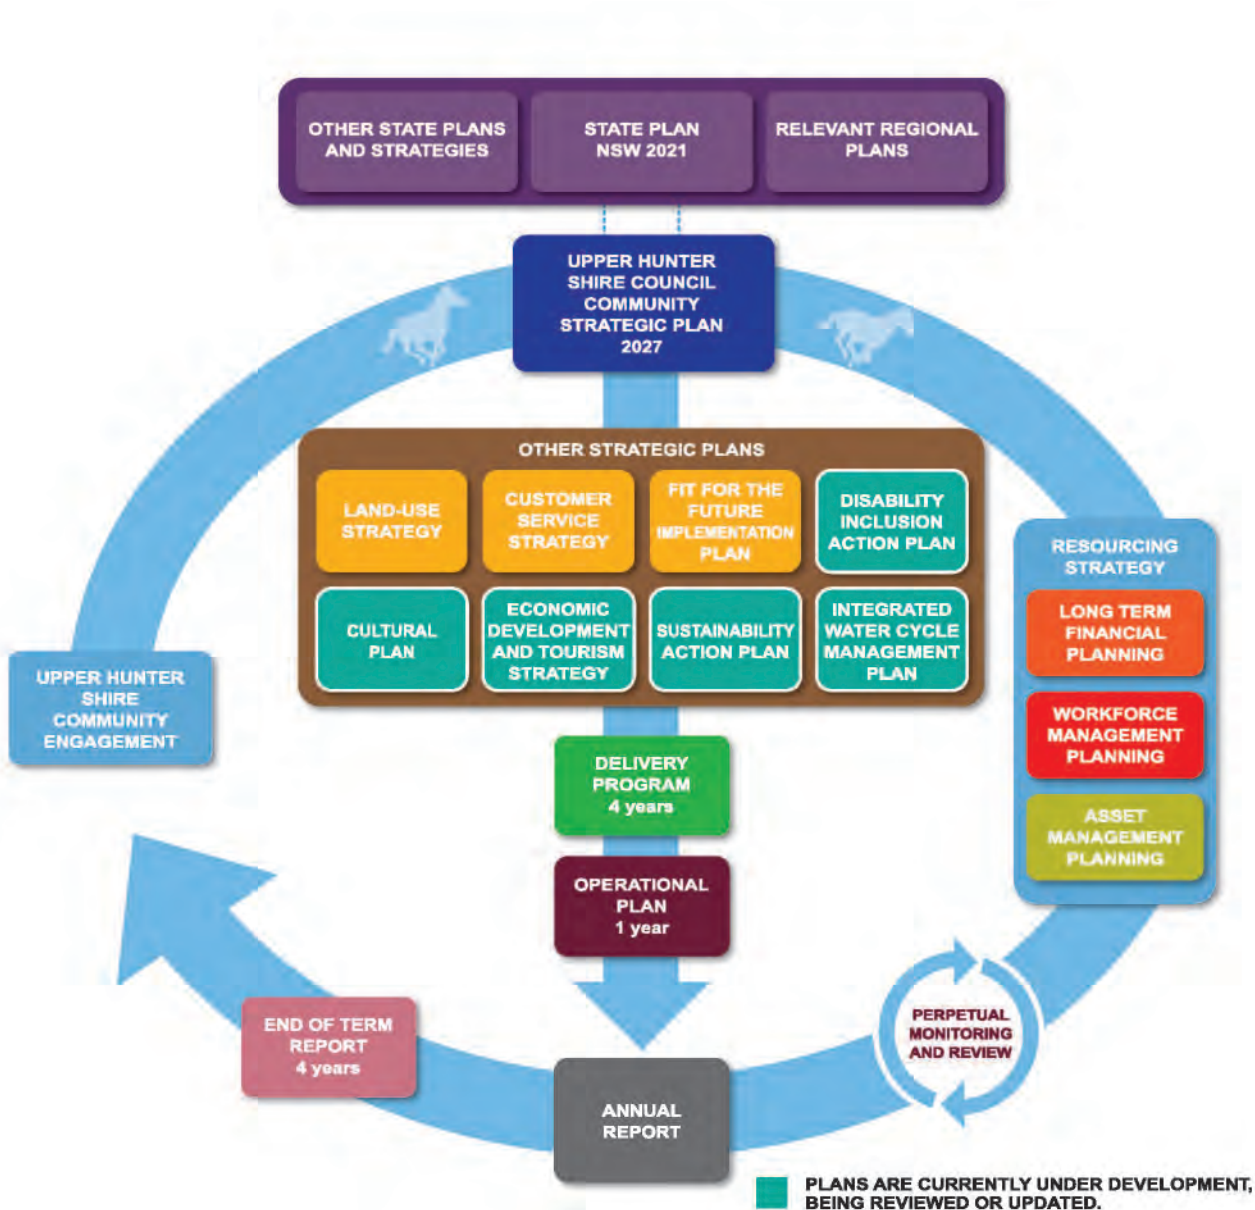 OTHER STATE PLANS
AND STRATEGIES
STATE PLAN
NSW 2021
RELEVANT REGIONAL
PLANS
UPPER HUNTER
SHIRE COUNCIL
COMMUNITY
STRATEGIC PLAN
2027
OTHER STRATEGIC PLANS
LAND-USE
STRATEGY
CUSTOMER
SERVICE
STRATEGY
FIT FOR THE
FUTURE
IMPLEMENTATION
PLAN
DISABILITY
INCLUSION
ACTION PLAN
CULTURAL
PLAN
ECONOMIC
DEVELOPMENT
AND TOURISM
STRATEGY
SUSTAINABILITY
ACTION PLAN
INTEGRATED
WATER CYCLE
MANAGEMENT
PLAN
RESOURCING
STRATEGY
LONG TERM
FINANCIAL
PLANNING
WORKFORCE
MANAGEMENT
PLANNING
ASSET
MANAGEMENT
PLANNING
UPPER HUNTER
SHIRE
COMMUNITY
ENGAGEMENT
DELIVERY
PROGRAM
4 years
OPERATIONAL
PLAN
1 year
PERPETUAL
MONITORING
AND REVIEW
END OF TERM
REPORT
4 years
ANNUAL
REPORT
PLANS ARE CURRENTLY UNDER DEVELOPMENT,
BEING REVIEWED OR UPDATED.